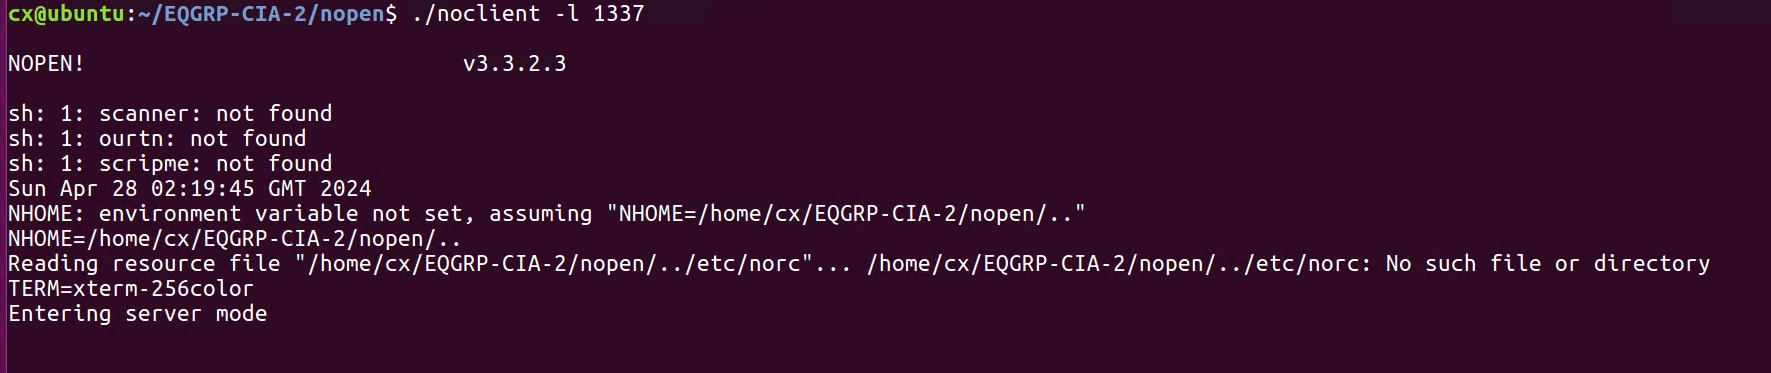 cx@ubuntu:~/EQGRP-CIA-2/nopen$ ./noclient -l 1337
NOPEN!                             v3.3.2.3
sh: 1: scanner: not found
sh: 1: ourtn: not found
sh: 1: scripme: not found
Sun Apr 28 02:19:45 GMT 2024
NHOME: environment variable not set, assuming "NHOME=/home/cx/EQGRP-CIA-2/nopen/.."
NHOME=/home/cx/EQGRP-CIA-2/nopen/..
Reading resource file "/home/cx/EQGRP-CIA-2/nopen/../etc/norc"... /home/cx/EQGRP-CIA-2/nopen/../etc/norc: No such file or directory
TERM=xterm-256color
Entering server mode